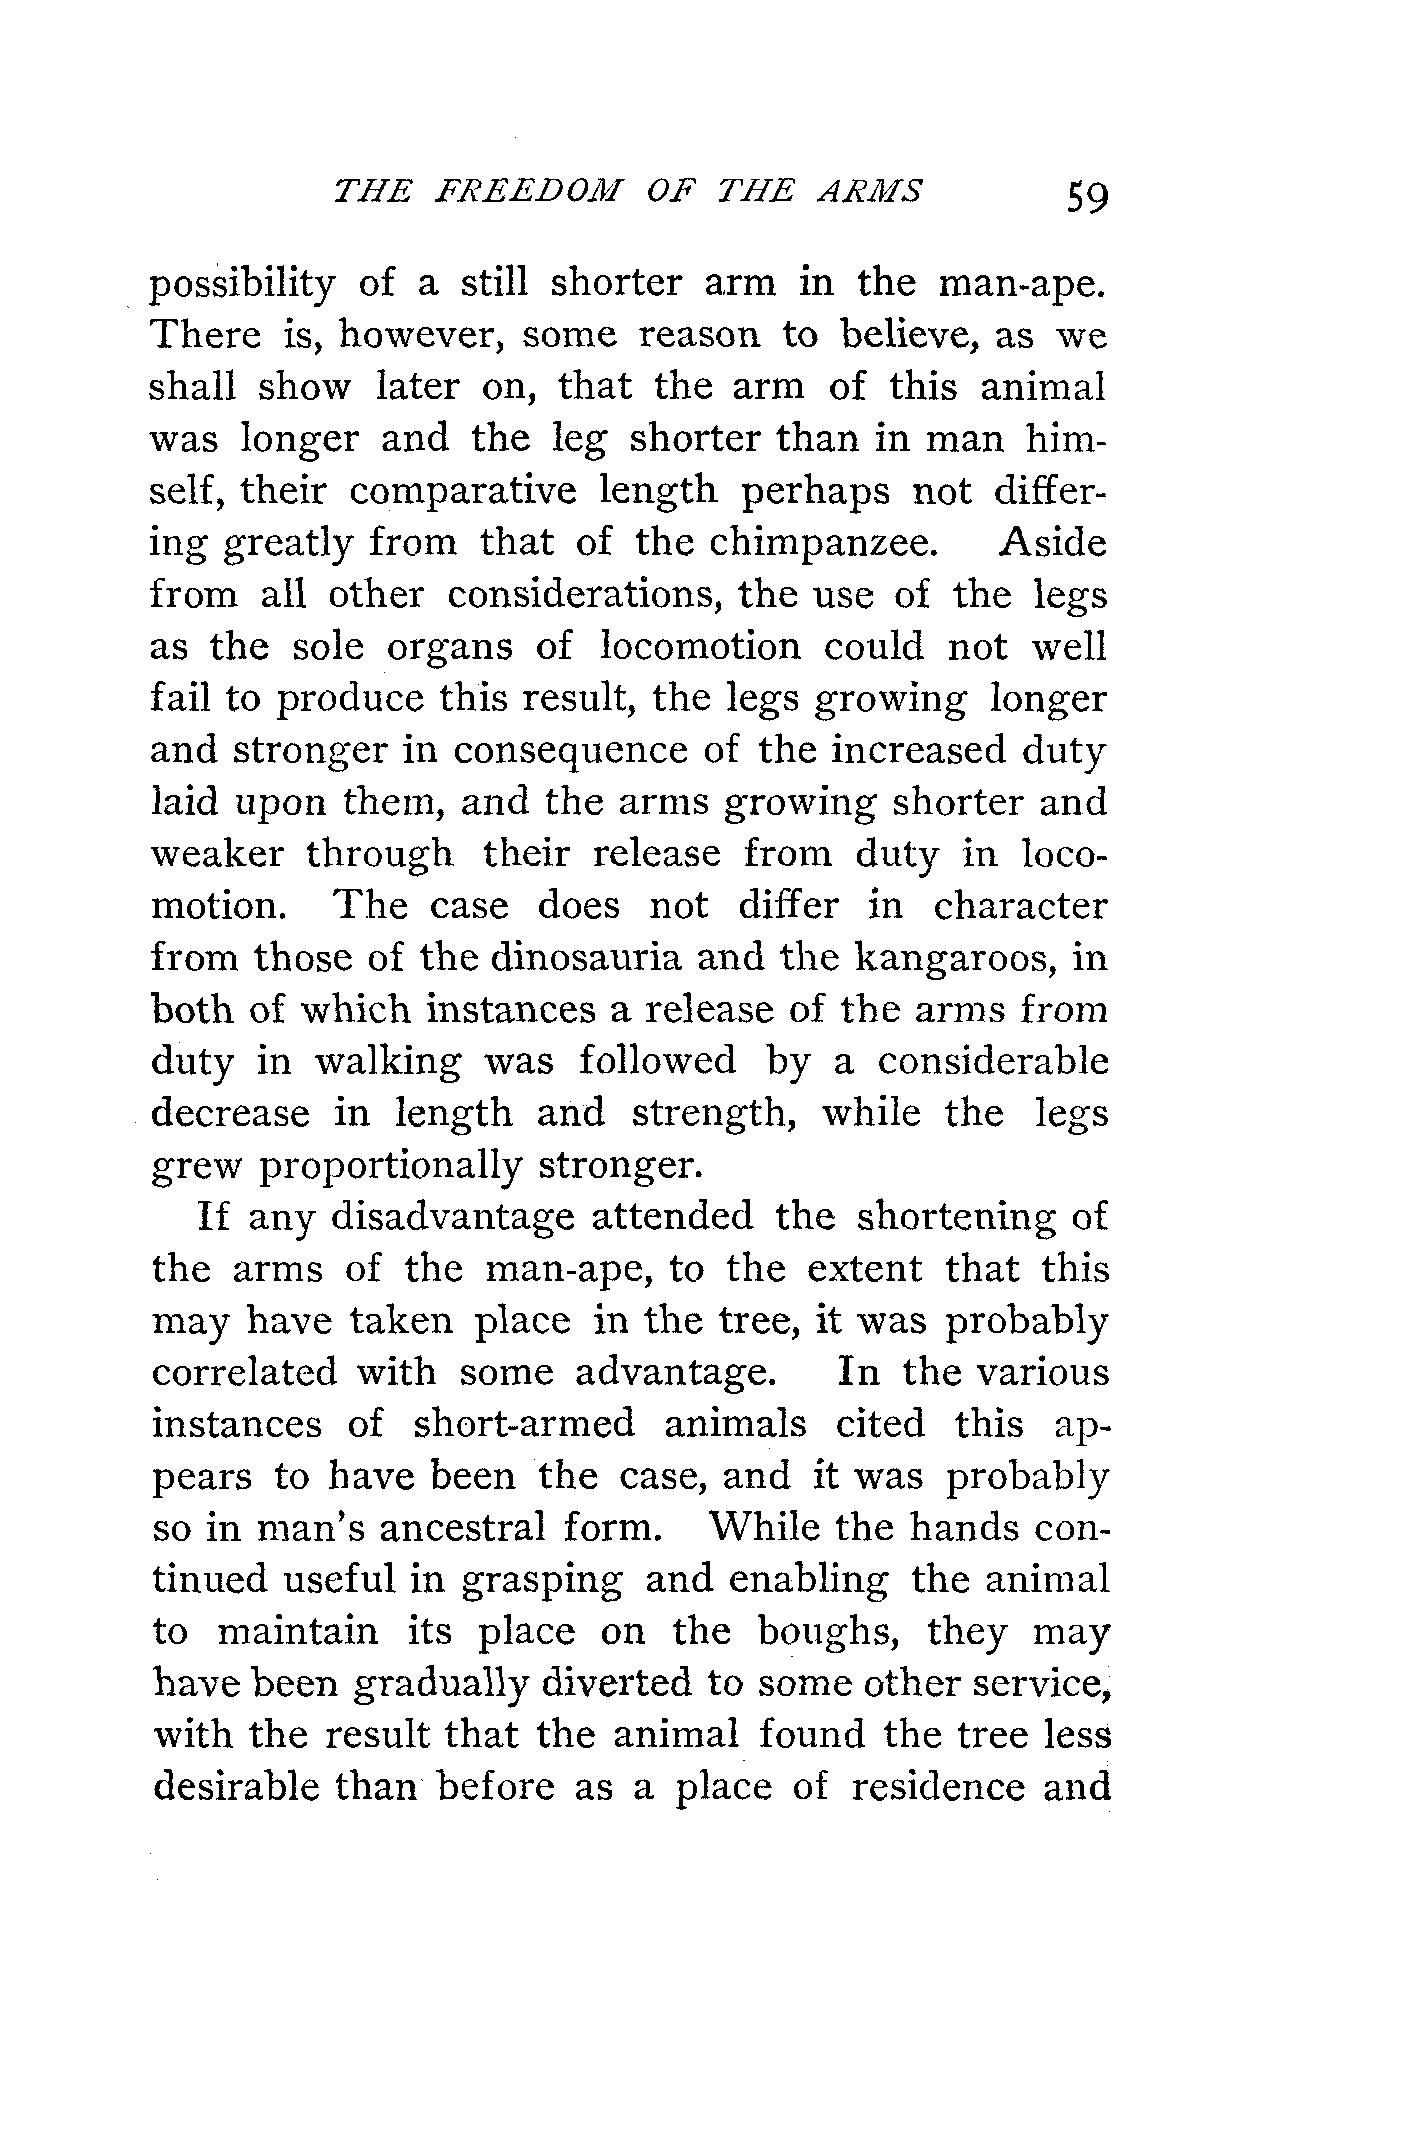 THE FREEDOM OF THE ARMS 59
possibility of a still shorter arm in the man-ape.
There is, however, some reason to believe, as we
shall show later on, that the arm of this animal
was longer and the leg shorter than in man him-
self, their comparative length perhaps not differ-
ing greatly from that of the chimpanzee. Aside
from all other considerations, the use of the legs
as the sole organs of locomotion could not well
fail to produce this result, the legs growing longer
and stronger in consequence of the increased duty
laid upon them, and the arms growing shorter and
weaker through their release from duty in loco-
motion. The case does not differ in character
from those of the dinosauria and the kangaroos, in
both of which instances a release of the arms from
duty in walking was followed by a considerable
decrease in length and strength, while the legs
grew proportionally stronger.
If any disadvantage attended the shortening of
the arms of the man-ape, to the extent that this
may have taken place in the tree, it was probably
correlated with some advantage. In the various
instances of short-armed animals cited this ap-
pears to have been the case, and it was probably
so in man's ancestral form. While the hands con-
tinued useful in grasping and enabling the animal
to maintain its place on the boughs, they may
have been gradually diverted to some other service,
with the result that the animal found the tree less
desirable than before as a place of residence and